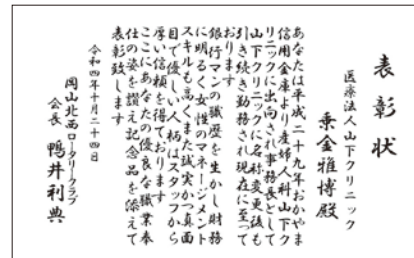 表彰状
医療法人山下クリニック
乗金雅博殿
あなたは平成二十九年おかやま
信用金庫より産婦人科山下ク
リニックに出向され事務長として
山下クリニックに名称変更後も
引き続き勤務され現在に至って
おります
銀行マンの職歴を生かし財務
に明るく女性のマネージメント
スキルも高くまた誠実かつ真面
目で優しい人柄はスタッフから
厚い信頼を得ております
ここにあなたの優良な職業奉
仕の姿を讃え記念品を添えて
表彰致します
令和四年十月二十四日
岡山北西ロータリークラブ
会長 鴨井利典